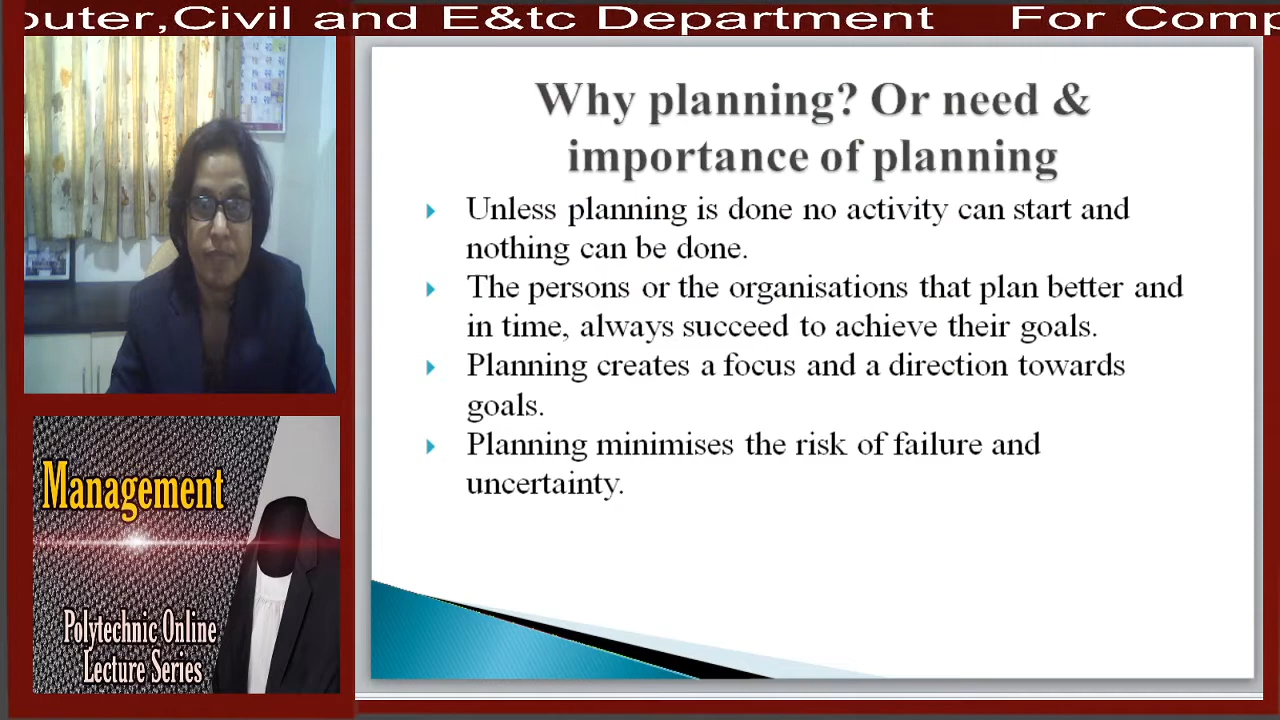 outer,Civil and E&tc Department For Comp
Why planning? Or need &
importance of planning
Unless planning is done no activity can start and
nothing can be done.
The persons or the organisations that plan better and
in time, always succeed to achieve their goals.
Planning creates a focus and a direction towards
goals.
Planning minimises the risk of failure and
uncertainty.
Management
Polytechnic Online
Lecture Series